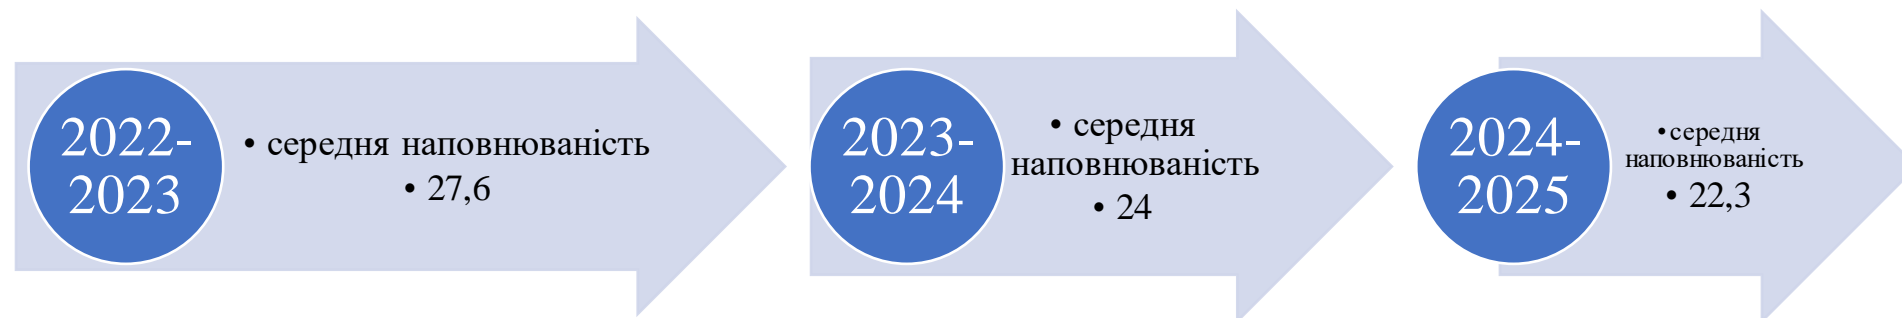 2022-
2023
• середня наповнюваність
• 27,6
2023-
2024
• середня
наповнюваність
• 24
2024-
2025
• середня
наповнюваність
• 22,3